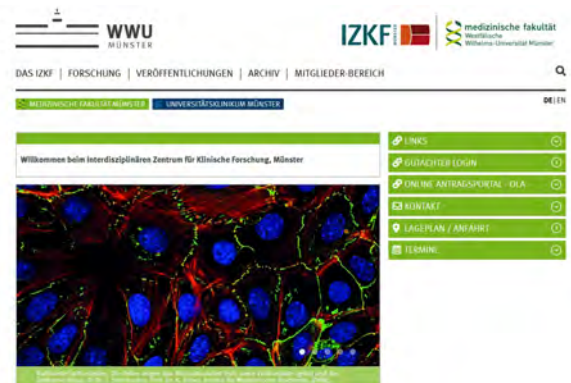 WWU
MÜNSTER
IZKF
medizinische fakultät
Westfälische
Wilhelms-Universität Münster
DAS IZKF | FORSCHUNG | VERÖFFENTLICHUNGEN | ARCHIV | MITGLIEDER-BEREICH
MEDIZINISCHE FAKULTÄT MÜNSTER
UNIVERSITÄTSKLINIKUM MÜNSTER
DE|EN
Willkommen beim Interdisziplinären Zentrum für Klinische Forschung, Münster
LINKS
GUTACHTER LOGIN
ONLINE ANTRAGSPORTAL - OLA
KONTAKT
LAGEPLAN / ANFAHRT
TERMINE